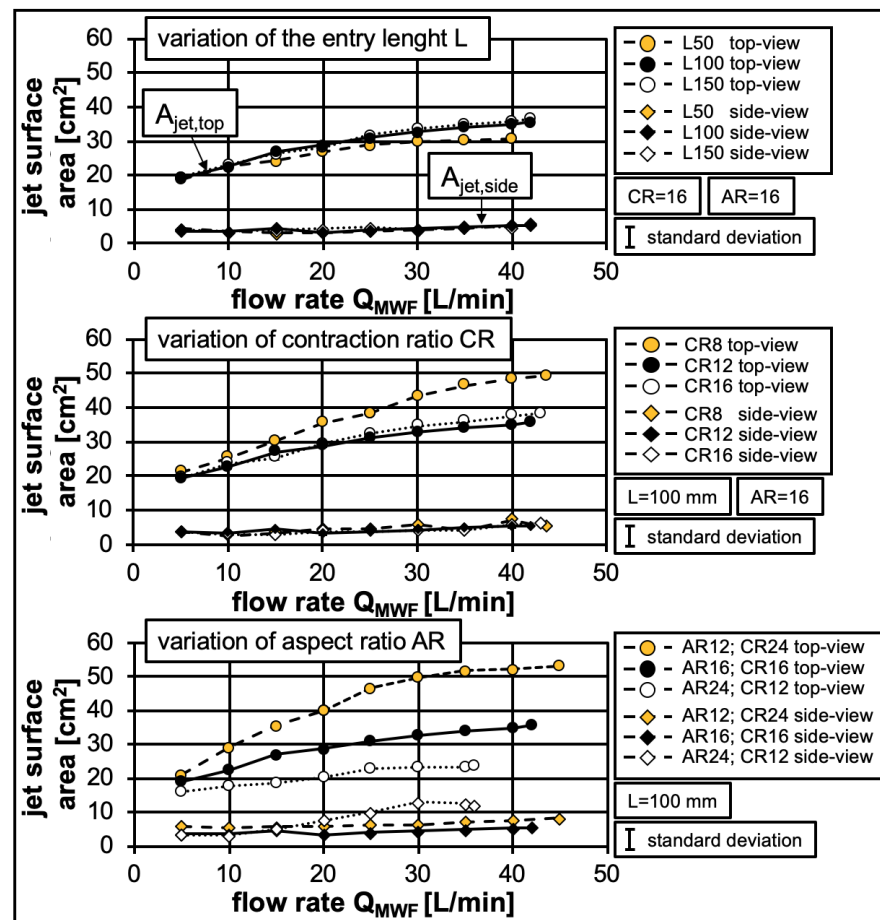 variation of the entry lenght L
jet surface
area [cm²]
60
50
40
30
20
10
0
A_jet,top
A_jet,side
0 10 20 30 40 50
flow rate Q_MWF [L/min]
L50 top-view
L100 top-view
L150 top-view
L50 side-view
L100 side-view
L150 side-view
CR=16 AR=16
standard deviation
variation of contraction ratio CR
jet surface
area [cm²]
60
50
40
30
20
10
0
0 10 20 30 40 50
flow rate Q_MWF [L/min]
CR8 top-view
CR12 top-view
CR16 top-view
CR8 side-view
CR12 side-view
CR16 side-view
L=100 mm AR=16
standard deviation
variation of aspect ratio AR
jet surface
area [cm²]
60
50
40
30
20
10
0
0 10 20 30 40 50
flow rate Q_MWF [L/min]
AR12; CR24 top-view
AR16; CR16 top-view
AR24; CR12 top-view
AR12; CR24 side-view
AR16; CR16 side-view
AR24; CR12 side-view
L=100 mm
standard deviation